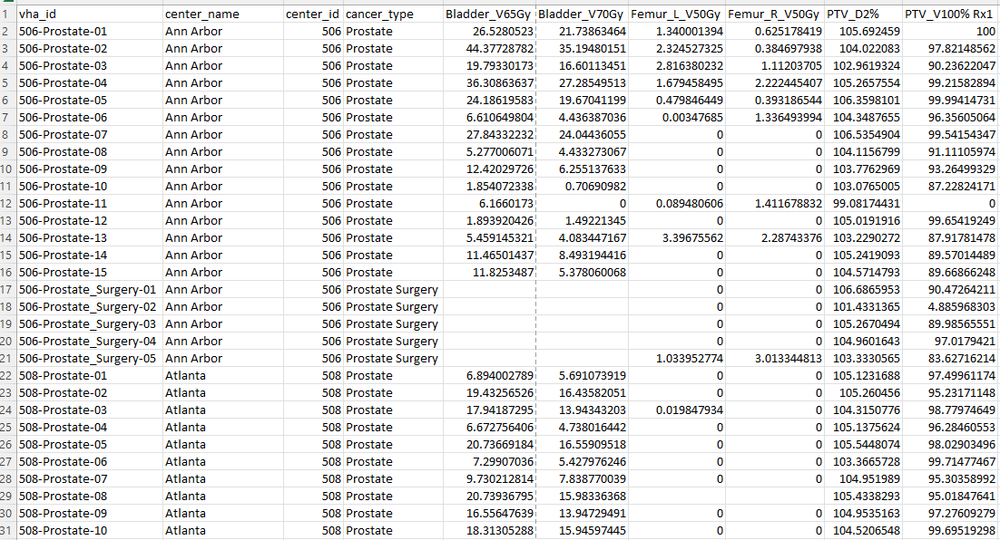 1 vha_id center_name center_id cancer_type Bladder_V65Gy Bladder_V70Gy Femur_L_V50Gy Femur_R_V50Gy PTV_D2% PTV_V100% Rx1
2 506-Prostate-01 Ann Arbor 506 Prostate 26.5280523 21.73863464 1.340001394 0.625178419 105.692459 100
3 506-Prostate-02 Ann Arbor 506 Prostate 44.37728782 35.19480151 2.324527325 0.384697938 104.022083 97.82148562
4 506-Prostate-03 Ann Arbor 506 Prostate 19.79330173 16.60113451 2.816380232 1.11203705 102.9619324 90.23622047
5 506-Prostate-04 Ann Arbor 506 Prostate 36.30863637 27.28549513 1.679458495 2.222445407 105.2657554 99.21582894
6 506-Prostate-05 Ann Arbor 506 Prostate 24.18619583 19.67041199 0.479846449 0.393186544 106.3598101 99.99414731
7 506-Prostate-06 Ann Arbor 506 Prostate 6.610649804 4.436387036 0.00347685 1.336493994 104.3487655 96.35605064
8 506-Prostate-07 Ann Arbor 506 Prostate 27.84332232 24.04436055 0 0 106.5354904 99.54154347
9 506-Prostate-08 Ann Arbor 506 Prostate 5.277006071 4.433273067 0 0 104.1156799 91.11105974
10 506-Prostate-09 Ann Arbor 506 Prostate 12.42029726 6.255137633 0 0 103.7762969 93.26499329
11 506-Prostate-10 Ann Arbor 506 Prostate 1.854072338 0.70690982 0 0 103.0765005 87.22824171
12 506-Prostate-11 Ann Arbor 506 Prostate 6.1660173 0 0.089480606 1.411678832 99.08174431 0
13 506-Prostate-12 Ann Arbor 506 Prostate 1.893920426 1.49221345 0 0 105.0191916 99.65419249
14 506-Prostate-13 Ann Arbor 506 Prostate 5.459145321 4.083447167 3.39675562 2.28743376 103.2290272 87.91781478
15 506-Prostate-14 Ann Arbor 506 Prostate 11.46501437 8.493194416 0 0 105.2419093 89.57014489
16 506-Prostate-15 Ann Arbor 506 Prostate 11.8253487 5.378060068 0 0 104.5714793 89.66866248
17 506-Prostate_Surgery-01 Ann Arbor 506 Prostate Surgery 0 0 106.6865953 90.47264211
18 506-Prostate_Surgery-02 Ann Arbor 506 Prostate Surgery 0 0 101.4331365 4.885968303
19 506-Prostate_Surgery-03 Ann Arbor 506 Prostate Surgery 0 0 105.2670494 89.98565551
20 506-Prostate_Surgery-04 Ann Arbor 506 Prostate Surgery 0 0 104.9601643 97.0179421
21 506-Prostate_Surgery-05 Ann Arbor 506 Prostate Surgery 1.033952774 3.013344813 103.3330565 83.62716214
22 508-Prostate-01 Atlanta 508 Prostate 6.894002789 5.691073919 0 0 105.1231688 97.49961174
23 508-Prostate-02 Atlanta 508 Prostate 19.43256526 16.43582051 0 0 105.260456 95.23171148
24 508-Prostate-03 Atlanta 508 Prostate 17.94187295 13.94343203 0.019847934 0 104.3150776 98.77974649
25 508-Prostate-04 Atlanta 508 Prostate 6.672756406 4.738016442 0 0 105.1375624 96.28460553
26 508-Prostate-05 Atlanta 508 Prostate 20.73669184 16.55909518 0 0 105.5448074 98.02903496
27 508-Prostate-06 Atlanta 508 Prostate 7.29907036 5.427976246 0 0 103.3665728 99.71477467
28 508-Prostate-07 Atlanta 508 Prostate 9.730212814 7.838770039 0 0 104.951989 95.30358992
29 508-Prostate-08 Atlanta 508 Prostate 20.73936795 15.98336368 105.4338293 95.01847641
30 508-Prostate-09 Atlanta 508 Prostate 16.55647639 13.94729491 0 0 104.9535163 97.27609279
31 508-Prostate-10 Atlanta 508 Prostate 18.31305288 15.94597445 0 0 104.5206548 99.69519298